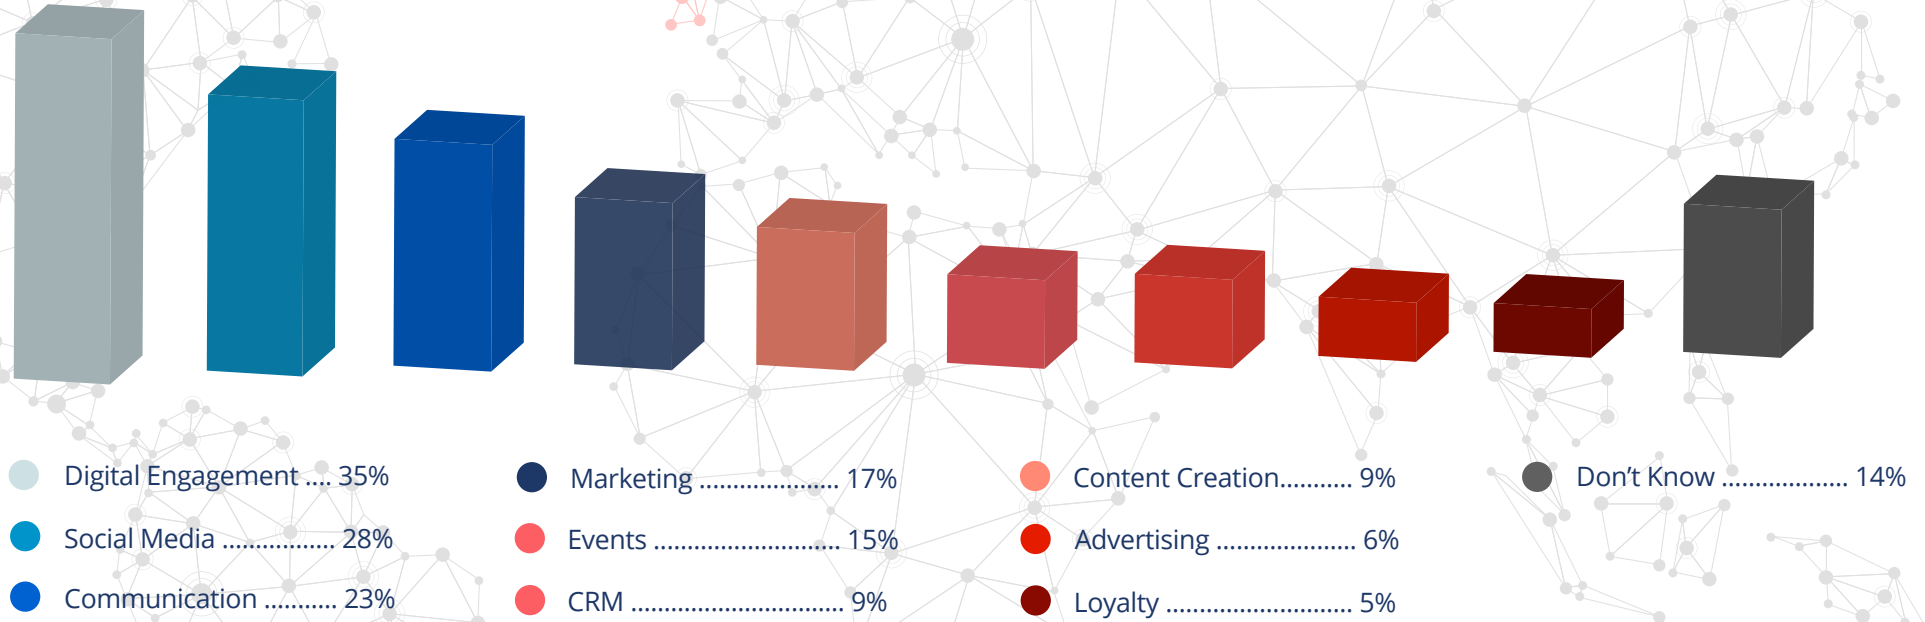 Digital Engagement .... 35%
Social Media ................. 28%
Communication ........... 23%
Marketing ..................... 17%
Events ............................ 15%
CRM ................................ 9%
Content Creation........... 9%
Advertising ..................... 6%
Loyalty ............................ 5%
Don’t Know ................... 14%